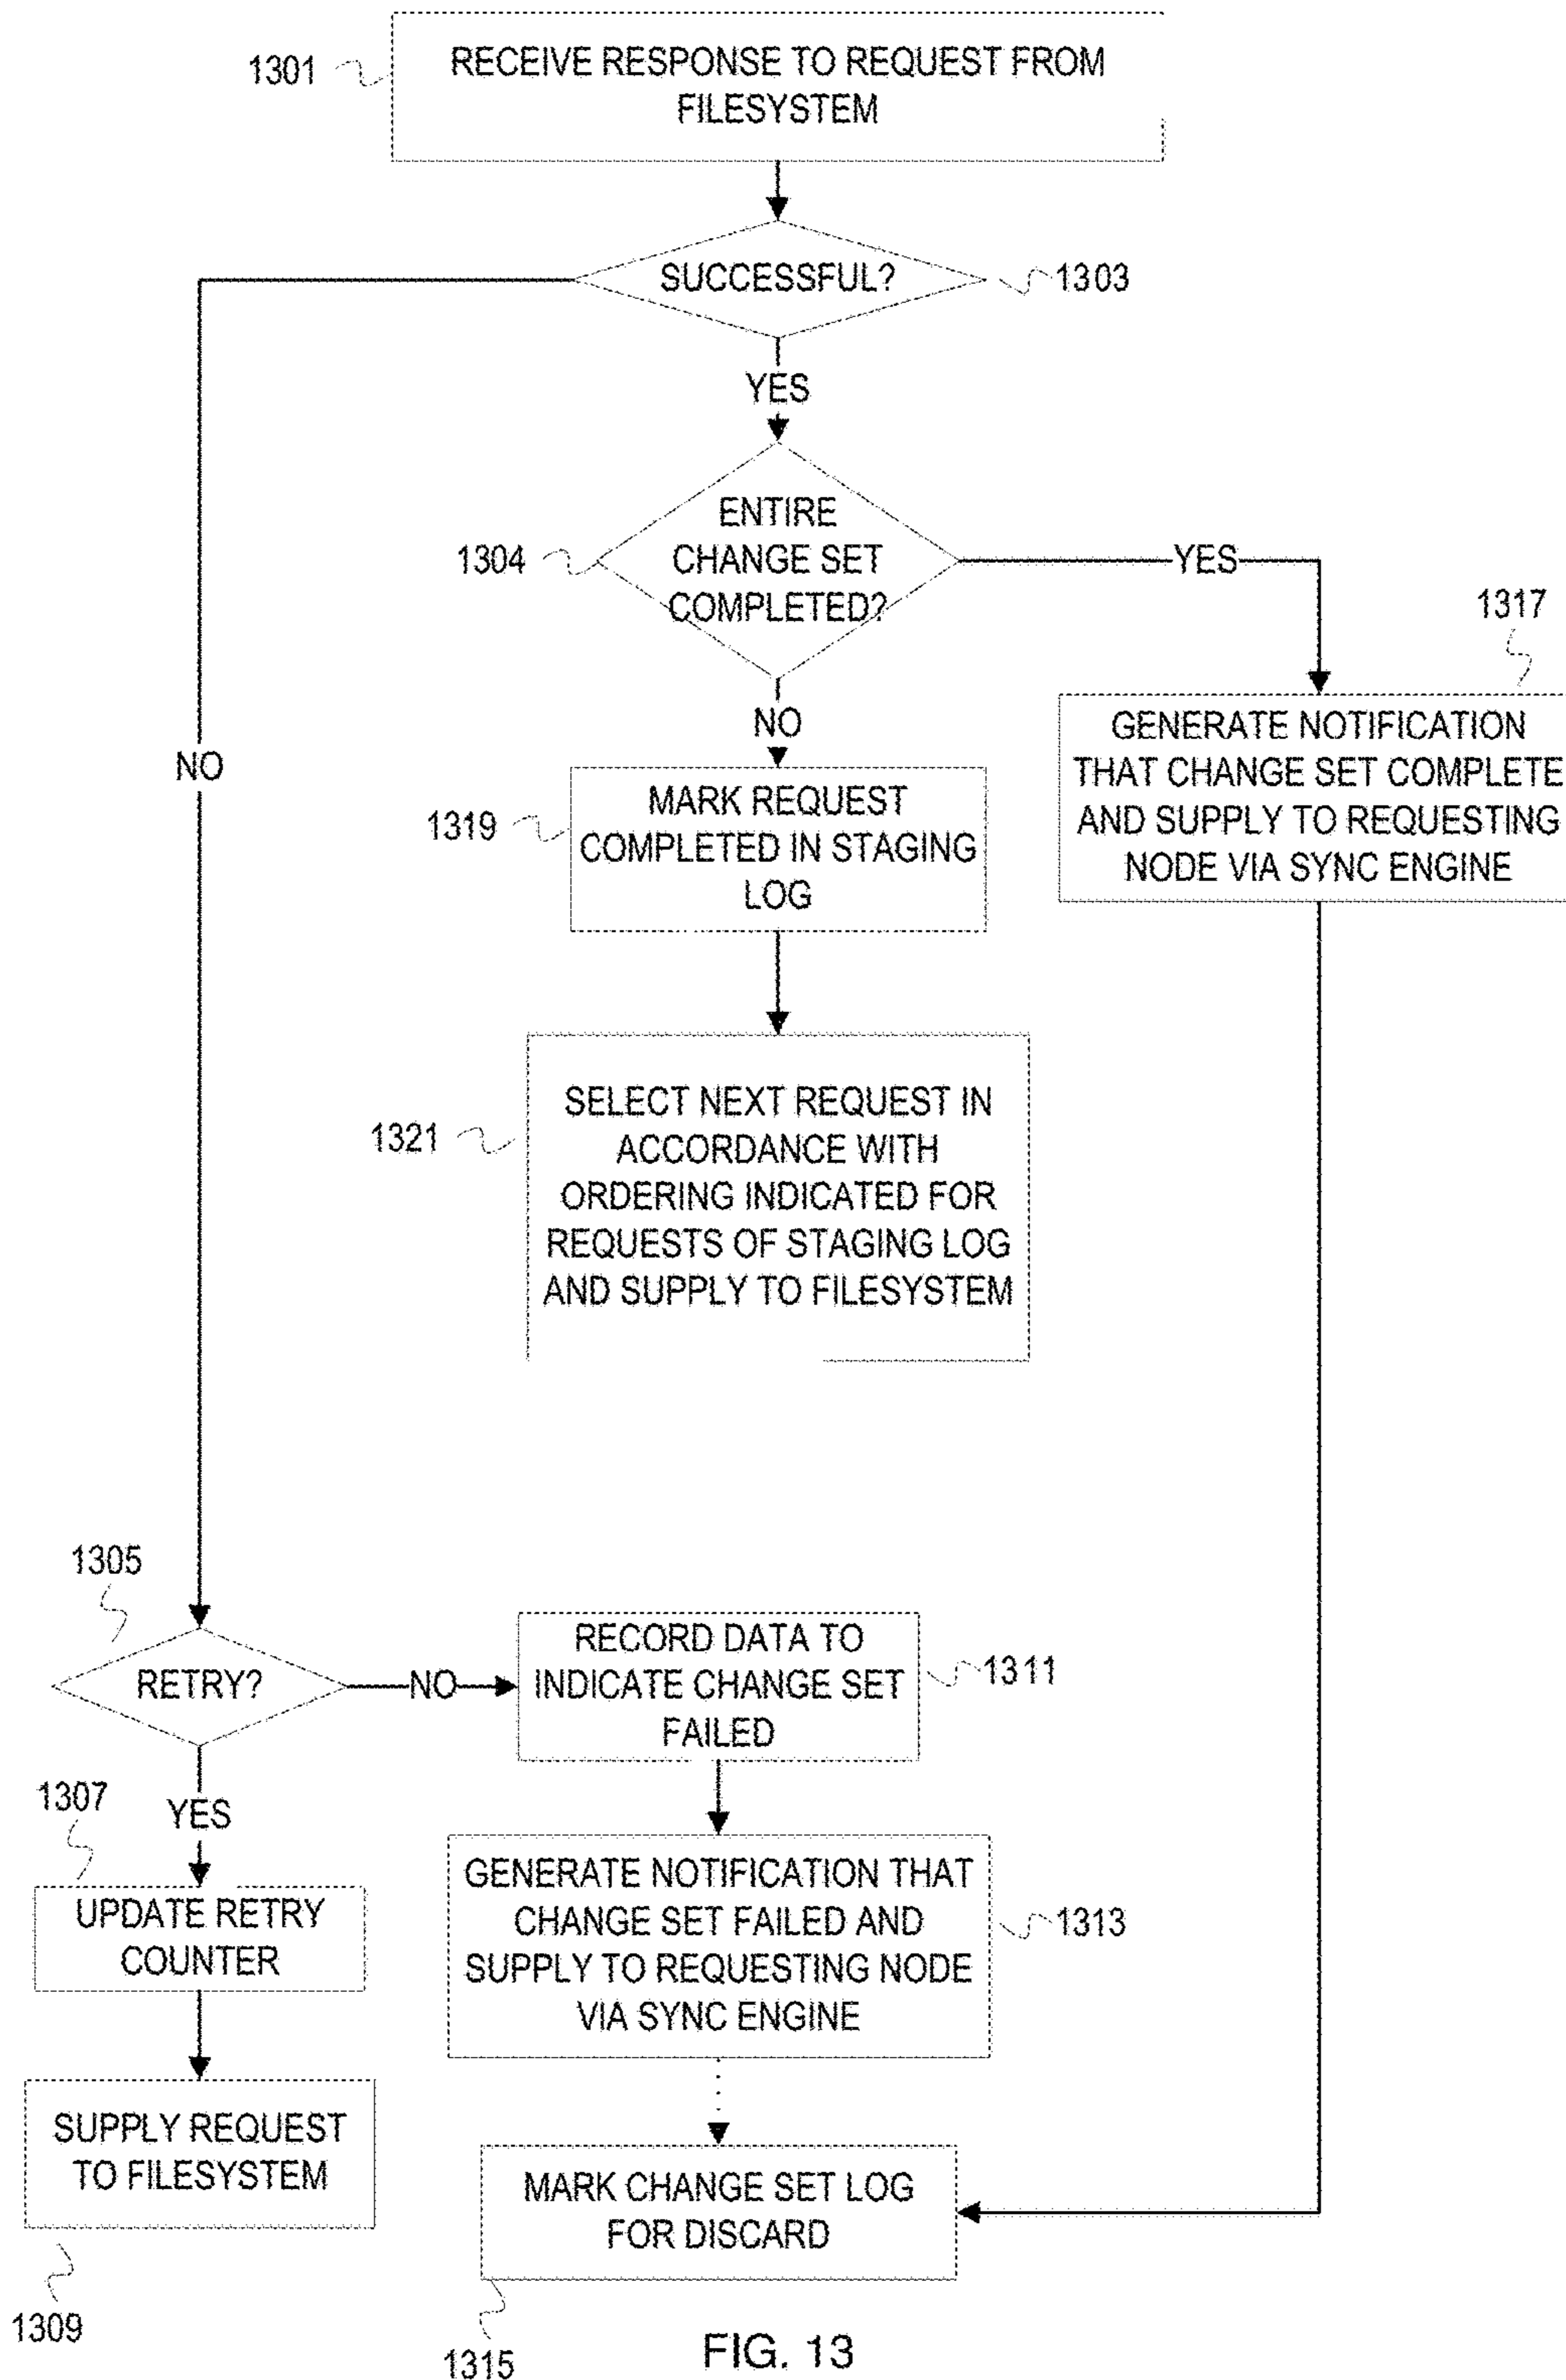 1301
RECEIVE RESPONSE TO REQUEST FROM
FILESYSTEM
SUCCESSFUL?
1303
YES
1304
ENTIRE
CHANGE SET
COMPLETED?
YES
1317
NO
NO
1319
MARK REQUEST
COMPLETED IN STAGING
LOG
GENERATE NOTIFICATION
THAT CHANGE SET COMPLETE
AND SUPPLY TO REQUESTING
NODE VIA SYNC ENGINE
1321
SELECT NEXT REQUEST IN
ACCORDANCE WITH
ORDERING INDICATED FOR
REQUESTS OF STAGING LOG
AND SUPPLY TO FILESYSTEM
1305
RETRY?
NO
RECORD DATA TO
INDICATE CHANGE SET
FAILED
1311
1307
YES
UPDATE RETRY
COUNTER
GENERATE NOTIFICATION THAT
CHANGE SET FAILED AND
SUPPLY TO REQUESTING NODE
VIA SYNC ENGINE
1313
SUPPLY REQUEST
TO FILESYSTEM
MARK CHANGE SET LOG
FOR DISCARD
1309
1315
FIG. 13